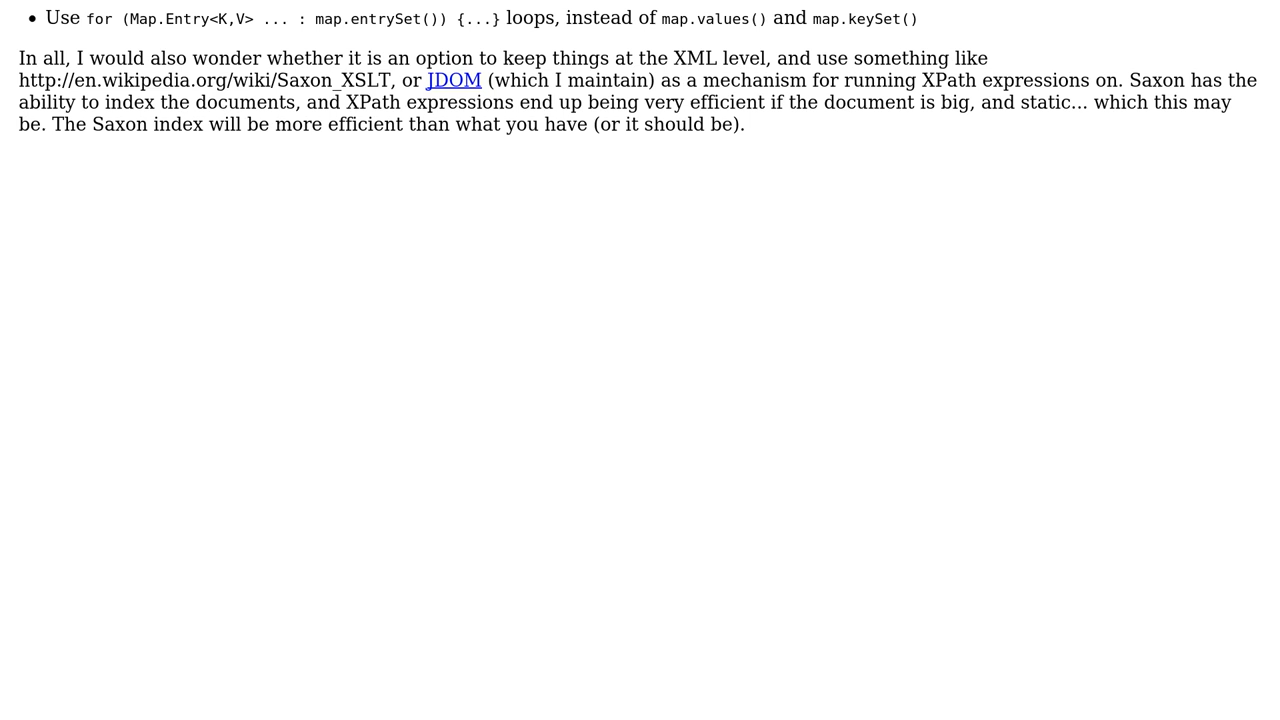 • Use for (Map.Entry<K,V> ... : map.entrySet()) {...} loops, instead of map.values() and map.keySet()
In all, I would also wonder whether it is an option to keep things at the XML level, and use something like
http://en.wikipedia.org/wiki/Saxon_XSLT, or JDOM (which I maintain) as a mechanism for running XPath expressions on. Saxon has the
ability to index the documents, and XPath expressions end up being very efficient if the document is big, and static... which this may
be. The Saxon index will be more efficient than what you have (or it should be).